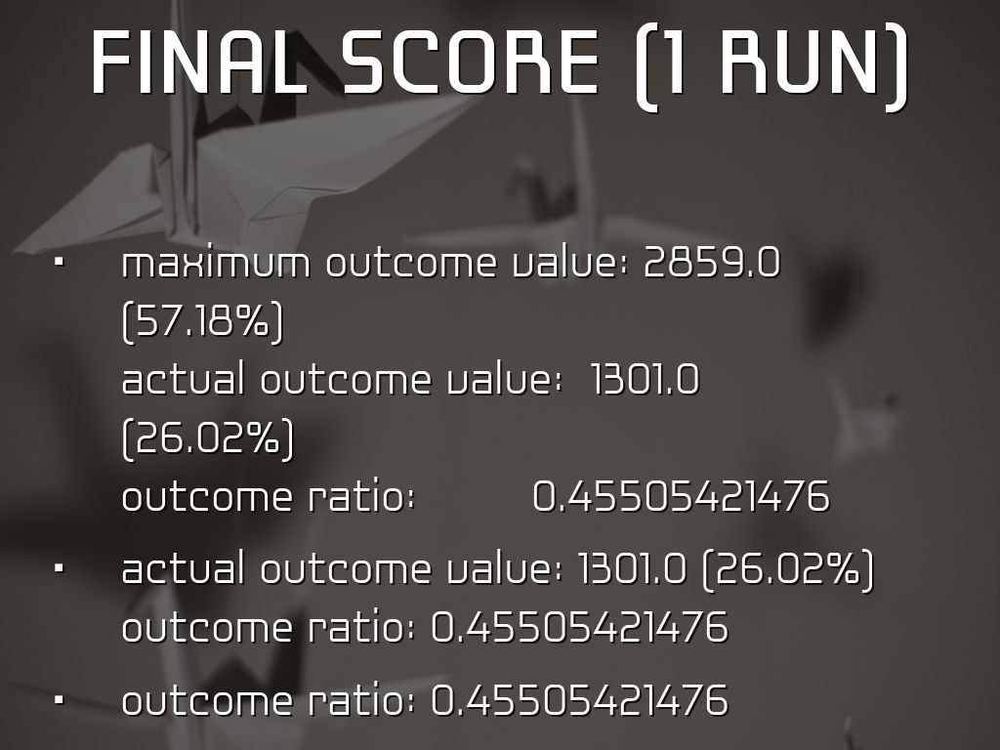 FINAL SCORE (1 RUN)
▪ maximum outcome value: 2859.0
(57.18%)
actual outcome value: 1301.0
(26.02%)
outcome ratio: 0.45505421476
▪ actual outcome value: 1301.0 (26.02%)
outcome ratio: 0.45505421476
▪ outcome ratio: 0.45505421476